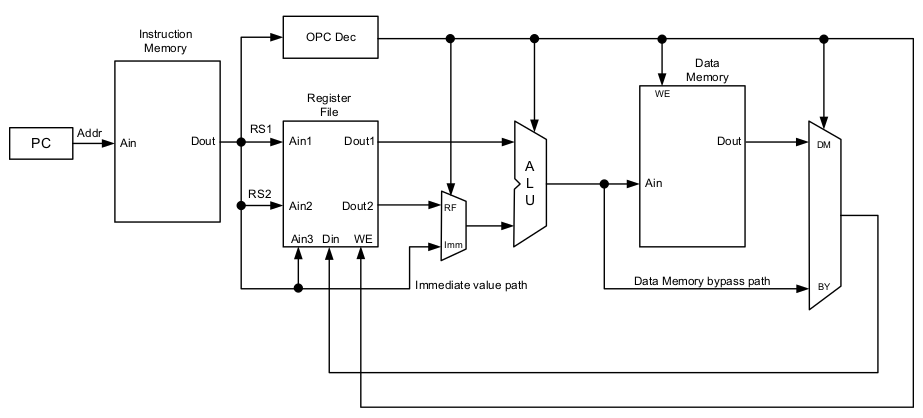 Instruction
Memory
OPC Dec
Data
Memory
WE
Register
File
PC
Addr
Ain
Dout
RS1
Ain1
Dout1
RS2
Ain2
Dout2
Ain3
Din
WE
RF
Imm
A
L
U
Ain
Dout
DM
BY
Immediate value path
Data Memory bypass path